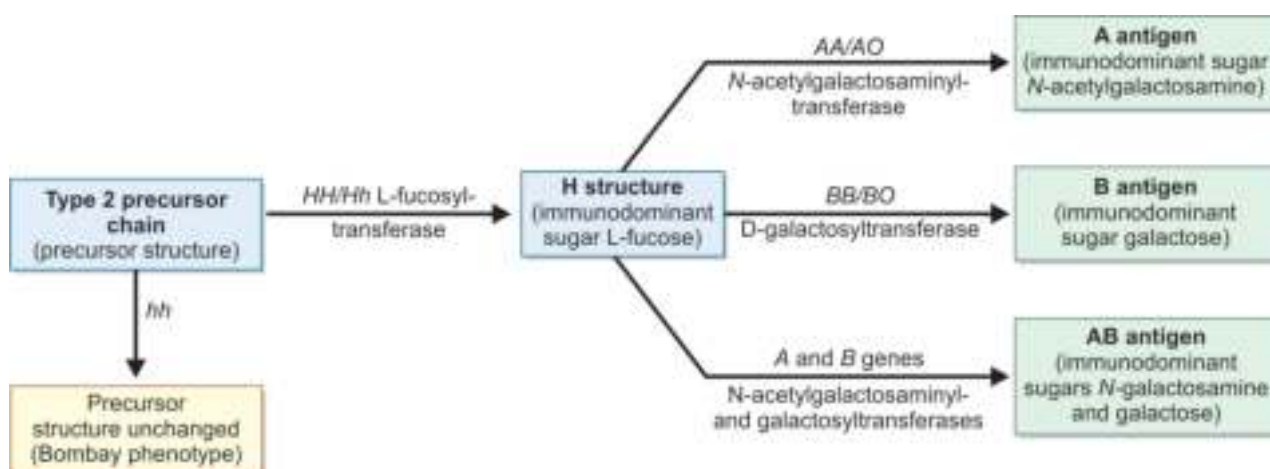 Type 2 precursor
chain
(precursor structure)
hh
Precursor
structure unchanged
(Bombay phenotype)
HH/Hh L-fucosyl-
transferase
H structure
(immunodominant
sugar L-fucose)
AA/AO
N-acetylgalactosaminyl-
transferase
A antigen
(immunodominant sugar
N-acetylgalactosamine)
BB/BO
D-galactosyltransferase
B antigen
(immunodominant
sugar galactose)
A and B genes
N-acetylgalactosaminyl-
and galactosyltransferases
AB antigen
(immunodominant
sugars N-galactosamine
and galactose)